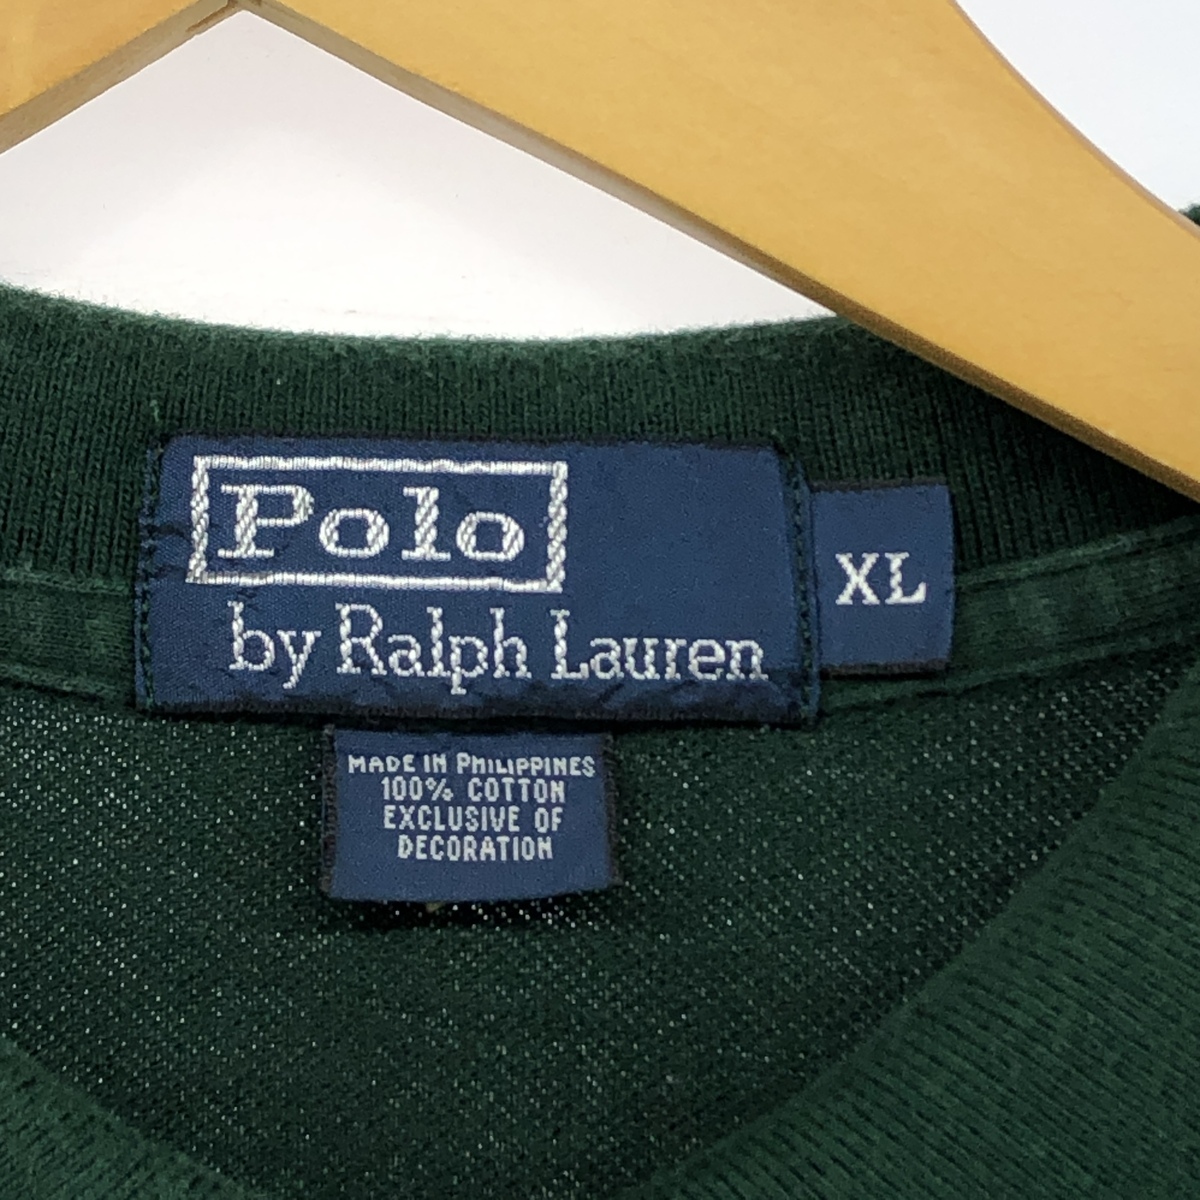 Polo
by Ralph Lauren
XL
MADE IN PHILIPPINES
100% COTTON
EXCLUSIVE OF
DECORATION